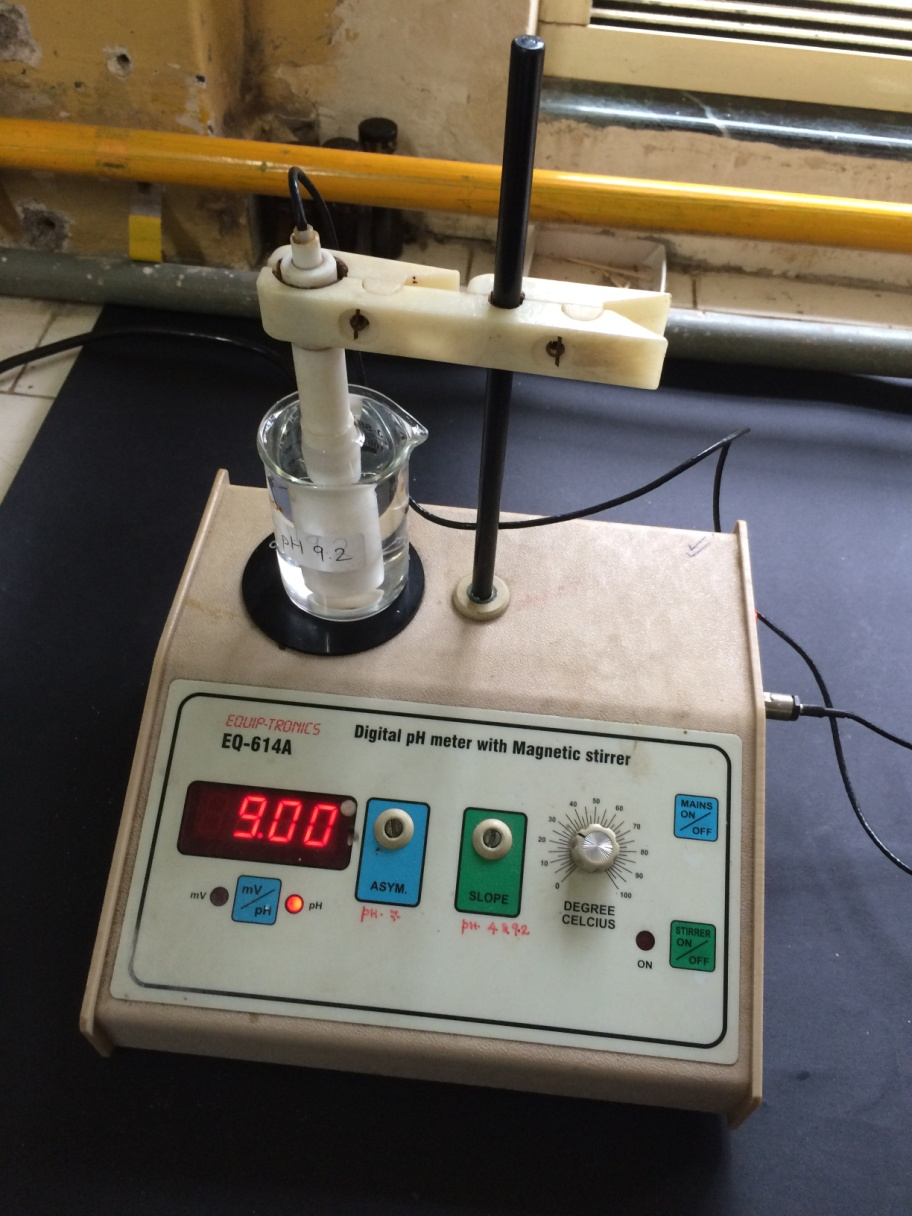 pH 9.2
EQUIP-TRONICS
EQ-614A
Digital pH meter with Magnetic stirrer
9.00
mV
mV/pH
pH
ASYM.
pH. 7
SLOPE
pH. 4 & 9.2
0 10 20 30 40 50 60 70 80 90 100
DEGREE
CELCIUS
MAINS
ON/OFF
ON
STIRRER
ON/OFF